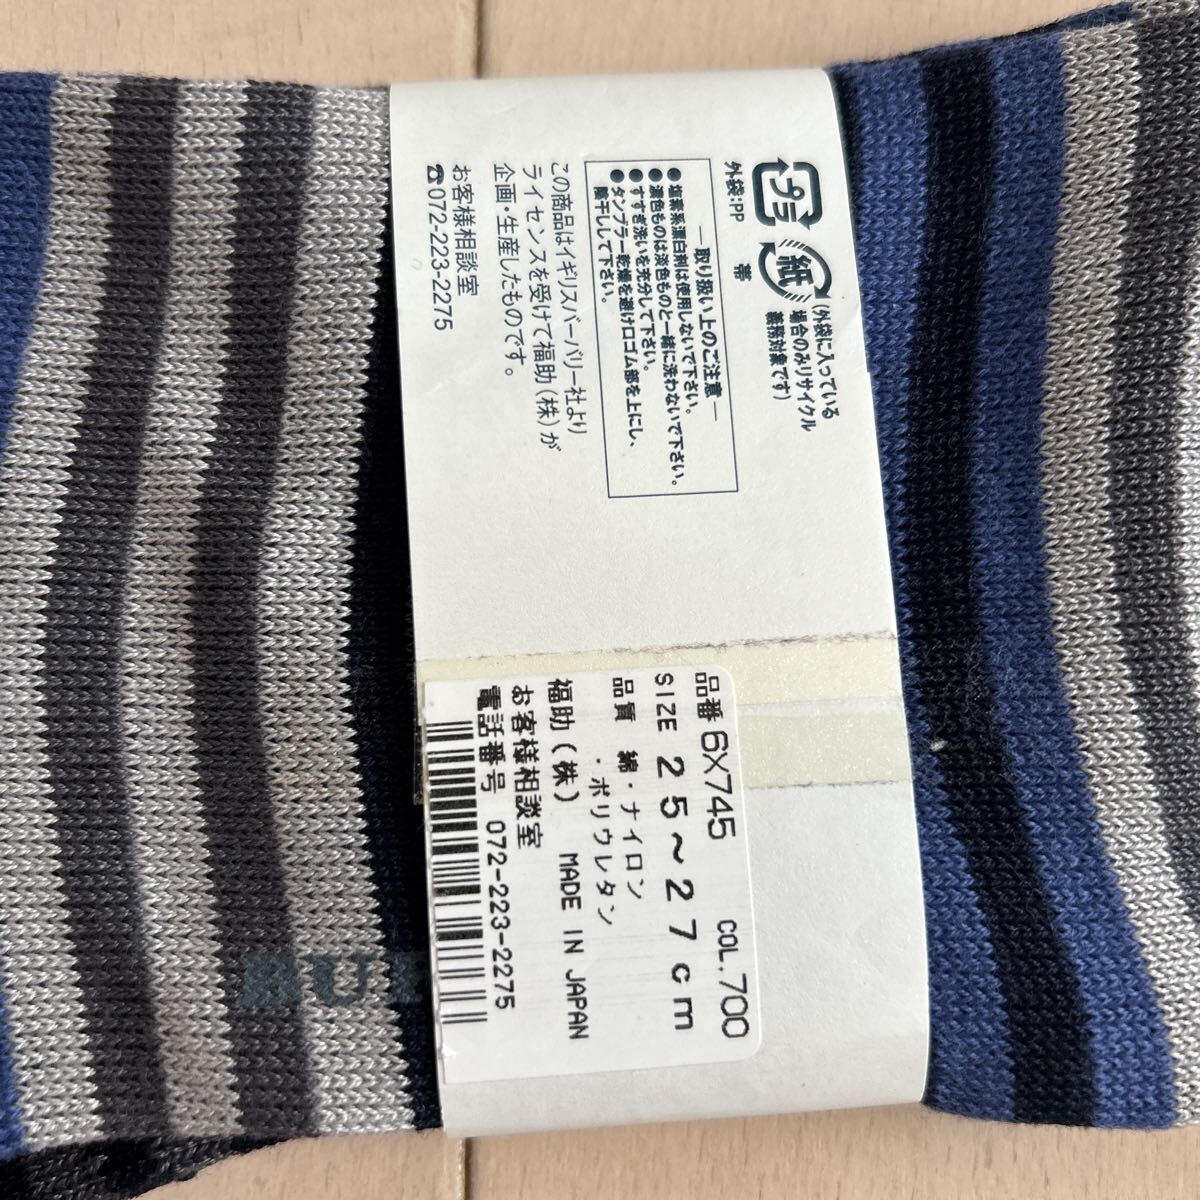 プラ
紙
(外袋に入っている
場合のみリサイクル
義務対象です)
外袋:PP
帯
― 取り扱い上のご注意 ―
●塩素系漂白剤は使用しないで下さい。
●濃色ものは淡色ものと一緒に洗わないで下さい。
●すすぎ洗いを充分して下さい。
●タンブラー乾燥を避け口ゴム部を上にし、
陰干しして下さい。
この商品はイギリスバーバリー社より
ライセンスを受けて福助(株)が
企画・生産したものです。
お客様相談室
☎072-223-2275
品番 6X745 COL.700
SIZE 25~27cm
品質 綿・ナイロン
・ポリウレタン
福助(株) MADE IN JAPAN
お客様相談室
電話番号 072-223-2275
BUR